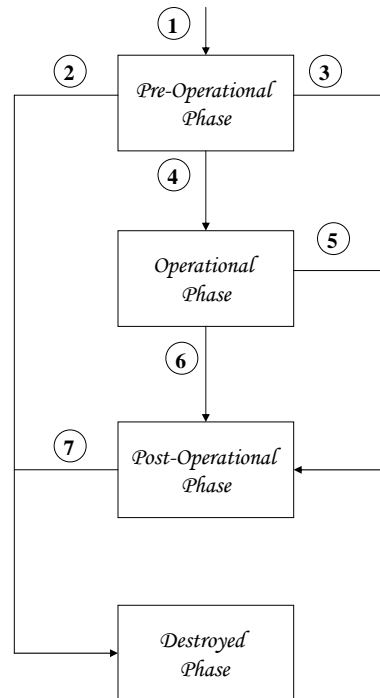 1
2
3
Pre-Operational
Phase
4
5
Operational
Phase
6
7
Post-Operational
Phase
Destroyed
Phase